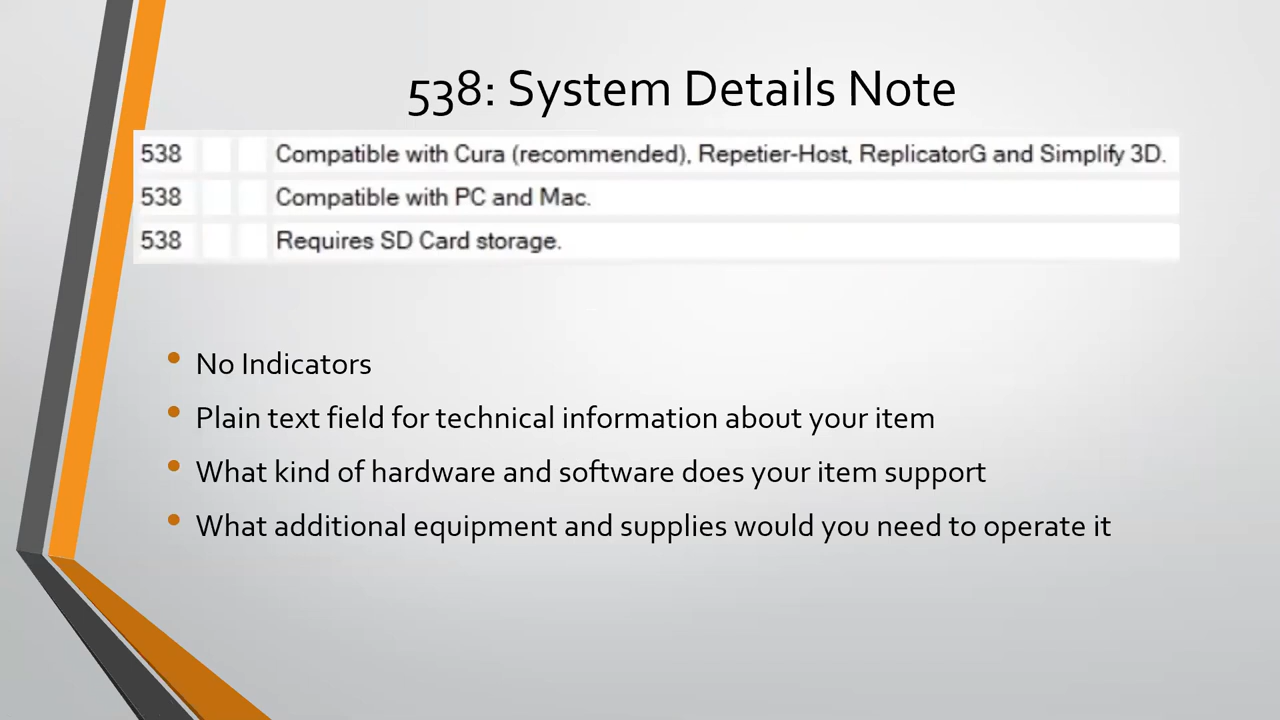 538: System Details Note
538 Compatible with Cura (recommended), Repetier-Host, ReplicatorG and Simplify 3D.
538 Compatible with PC and Mac.
538 Requires SD Card storage.
• No Indicators
• Plain text field for technical information about your item
• What kind of hardware and software does your item support
• What additional equipment and supplies would you need to operate it